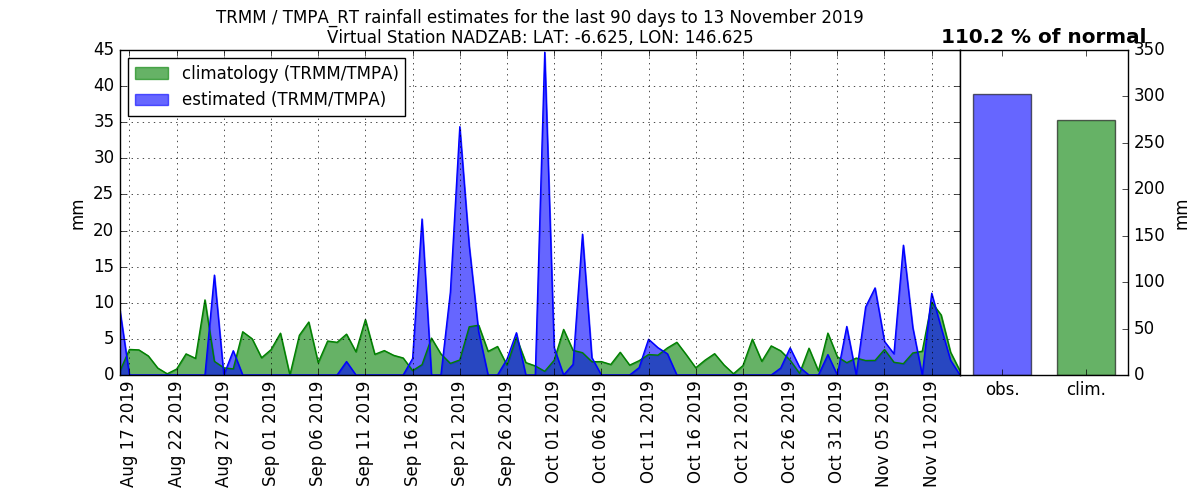 TRMM / TMPA_RT rainfall estimates for the last 90 days to 13 November 2019
Virtual Station NADZAB: LAT: -6.625, LON: 146.625
110.2 % of normal
climatology (TRMM/TMPA)
estimated (TRMM/TMPA)
45
40
35
30
25
20
15
10
5
0
mm
Aug 17 2019
Aug 22 2019
Aug 27 2019
Sep 01 2019
Sep 06 2019
Sep 11 2019
Sep 16 2019
Sep 21 2019
Sep 26 2019
Oct 01 2019
Oct 06 2019
Oct 11 2019
Oct 16 2019
Oct 21 2019
Oct 26 2019
Oct 31 2019
Nov 05 2019
Nov 10 2019
obs.
clim.
350
300
250
200
150
100
50
0
mm